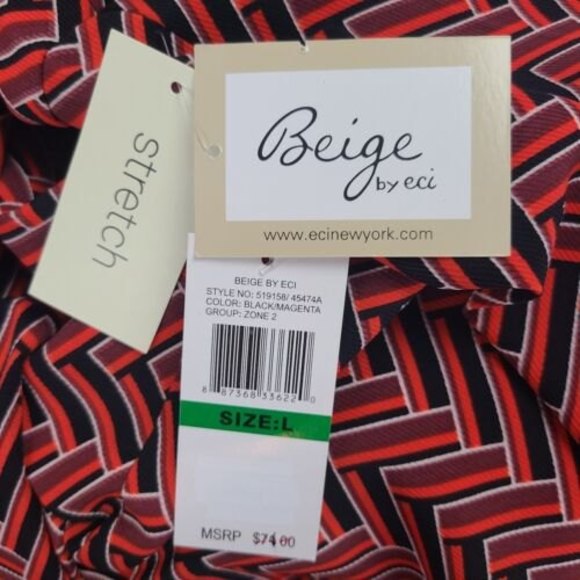 stretch
Beige
by eci
www.ecinewyork.com
BEIGE BY ECI
STYLE NO: 519158/ 45474A
COLOR: BLACK/MAGENTA
GROUP: ZONE 2
8 87368 33622 0
SIZE:L
MSRP $74.00